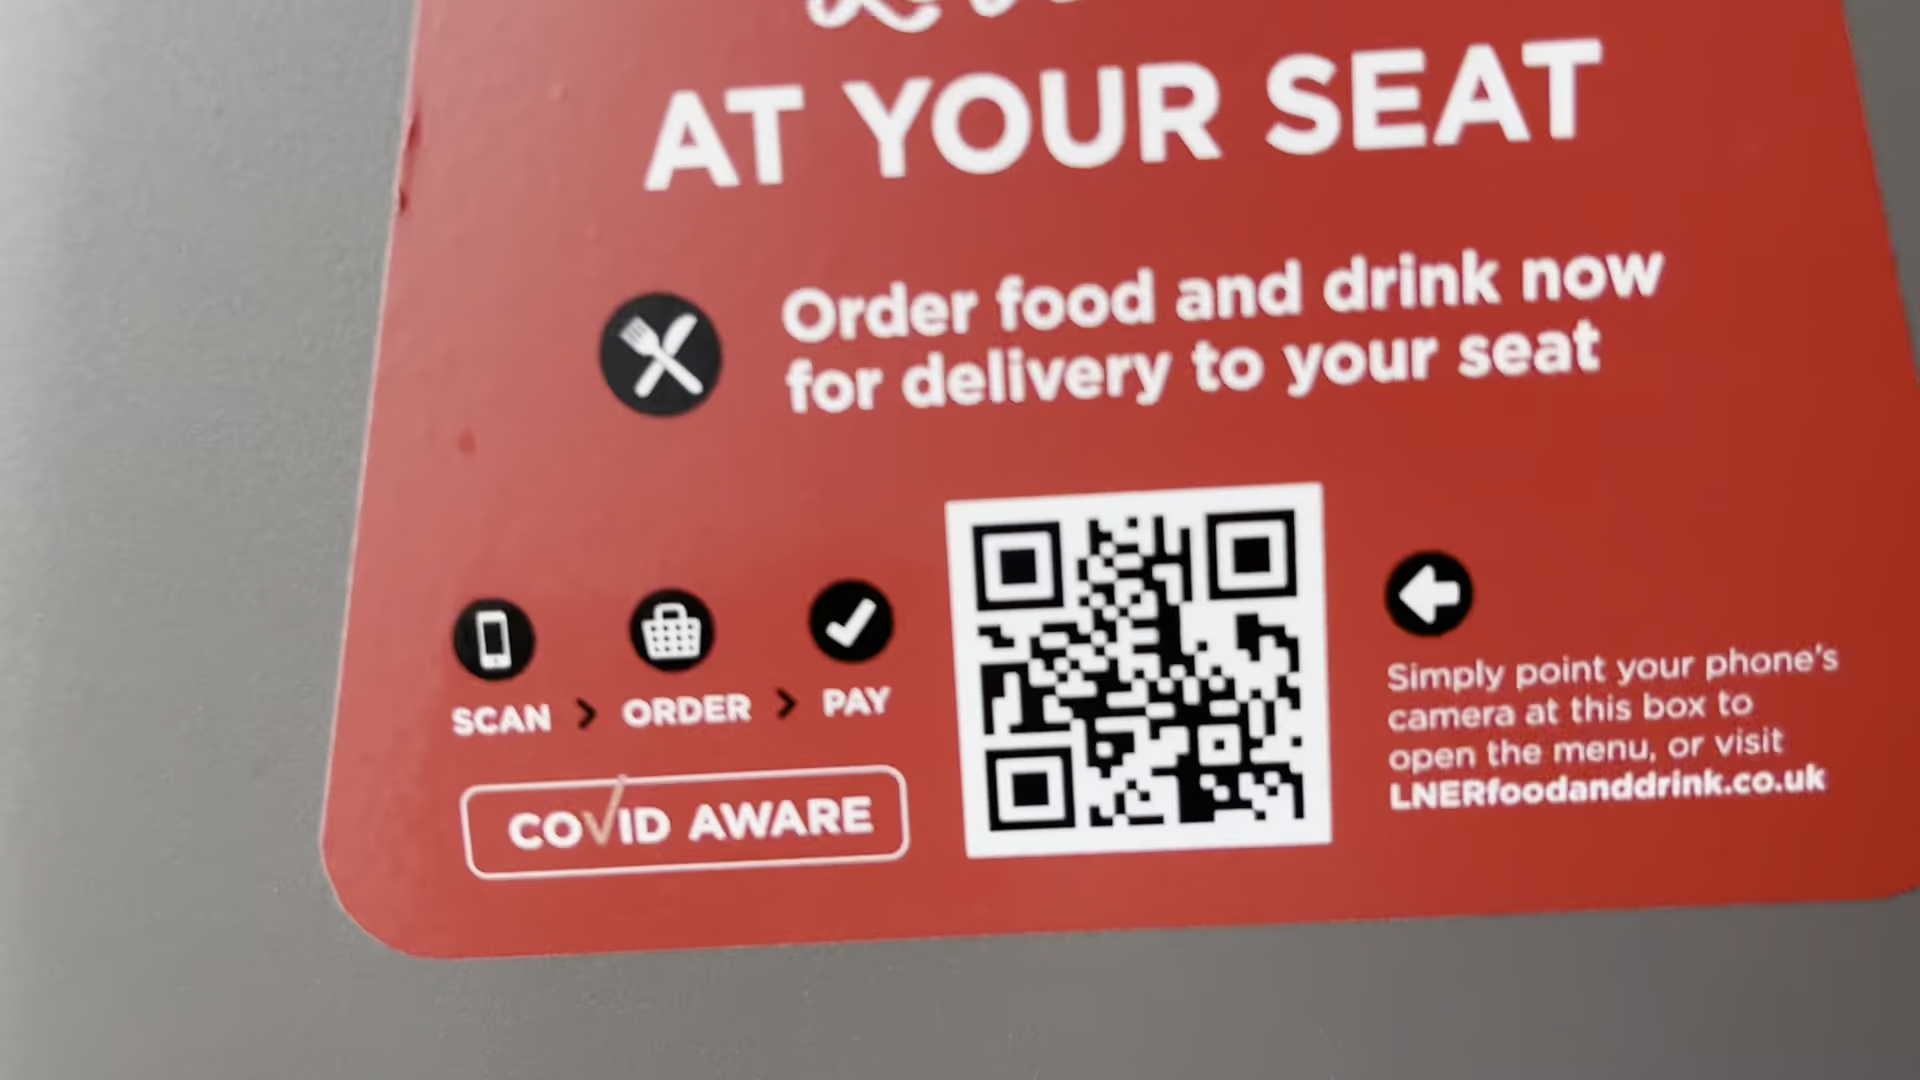 AT YOUR SEAT
Order food and drink now
for delivery to your seat
SCAN > ORDER > PAY
COVID AWARE
Simply point your phone's
camera at this box to
open the menu, or visit
LNERfoodanddrink.co.uk